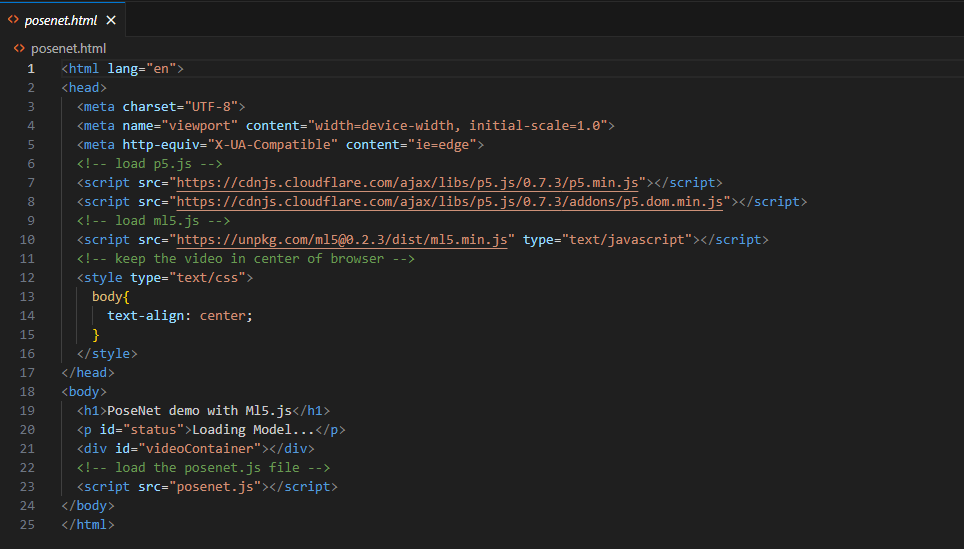 <> posenet.html ×
<> posenet.html
1 <html lang="en">
2 <head>
3   <meta charset="UTF-8">
4   <meta name="viewport" content="width=device-width, initial-scale=1.0">
5   <meta http-equiv="X-UA-Compatible" content="ie=edge">
6   <!-- load p5.js -->
7   <script src="https://cdnjs.cloudflare.com/ajax/libs/p5.js/0.7.3/p5.min.js"></script>
8   <script src="https://cdnjs.cloudflare.com/ajax/libs/p5.js/0.7.3/addons/p5.dom.min.js"></script>
9   <!-- load ml5.js -->
10   <script src="https://unpkg.com/ml5@0.2.3/dist/ml5.min.js" type="text/javascript"></script>
11   <!-- keep the video in center of browser -->
12   <style type="text/css">
13     body{
14       text-align: center;
15     }
16   </style>
17 </head>
18 <body>
19   <h1>PoseNet demo with Ml5.js</h1>
20   <p id="status">Loading Model...</p>
21   <div id="videoContainer"></div>
22   <!-- load the posenet.js file -->
23   <script src="posenet.js"></script>
24 </body>
25 </html>